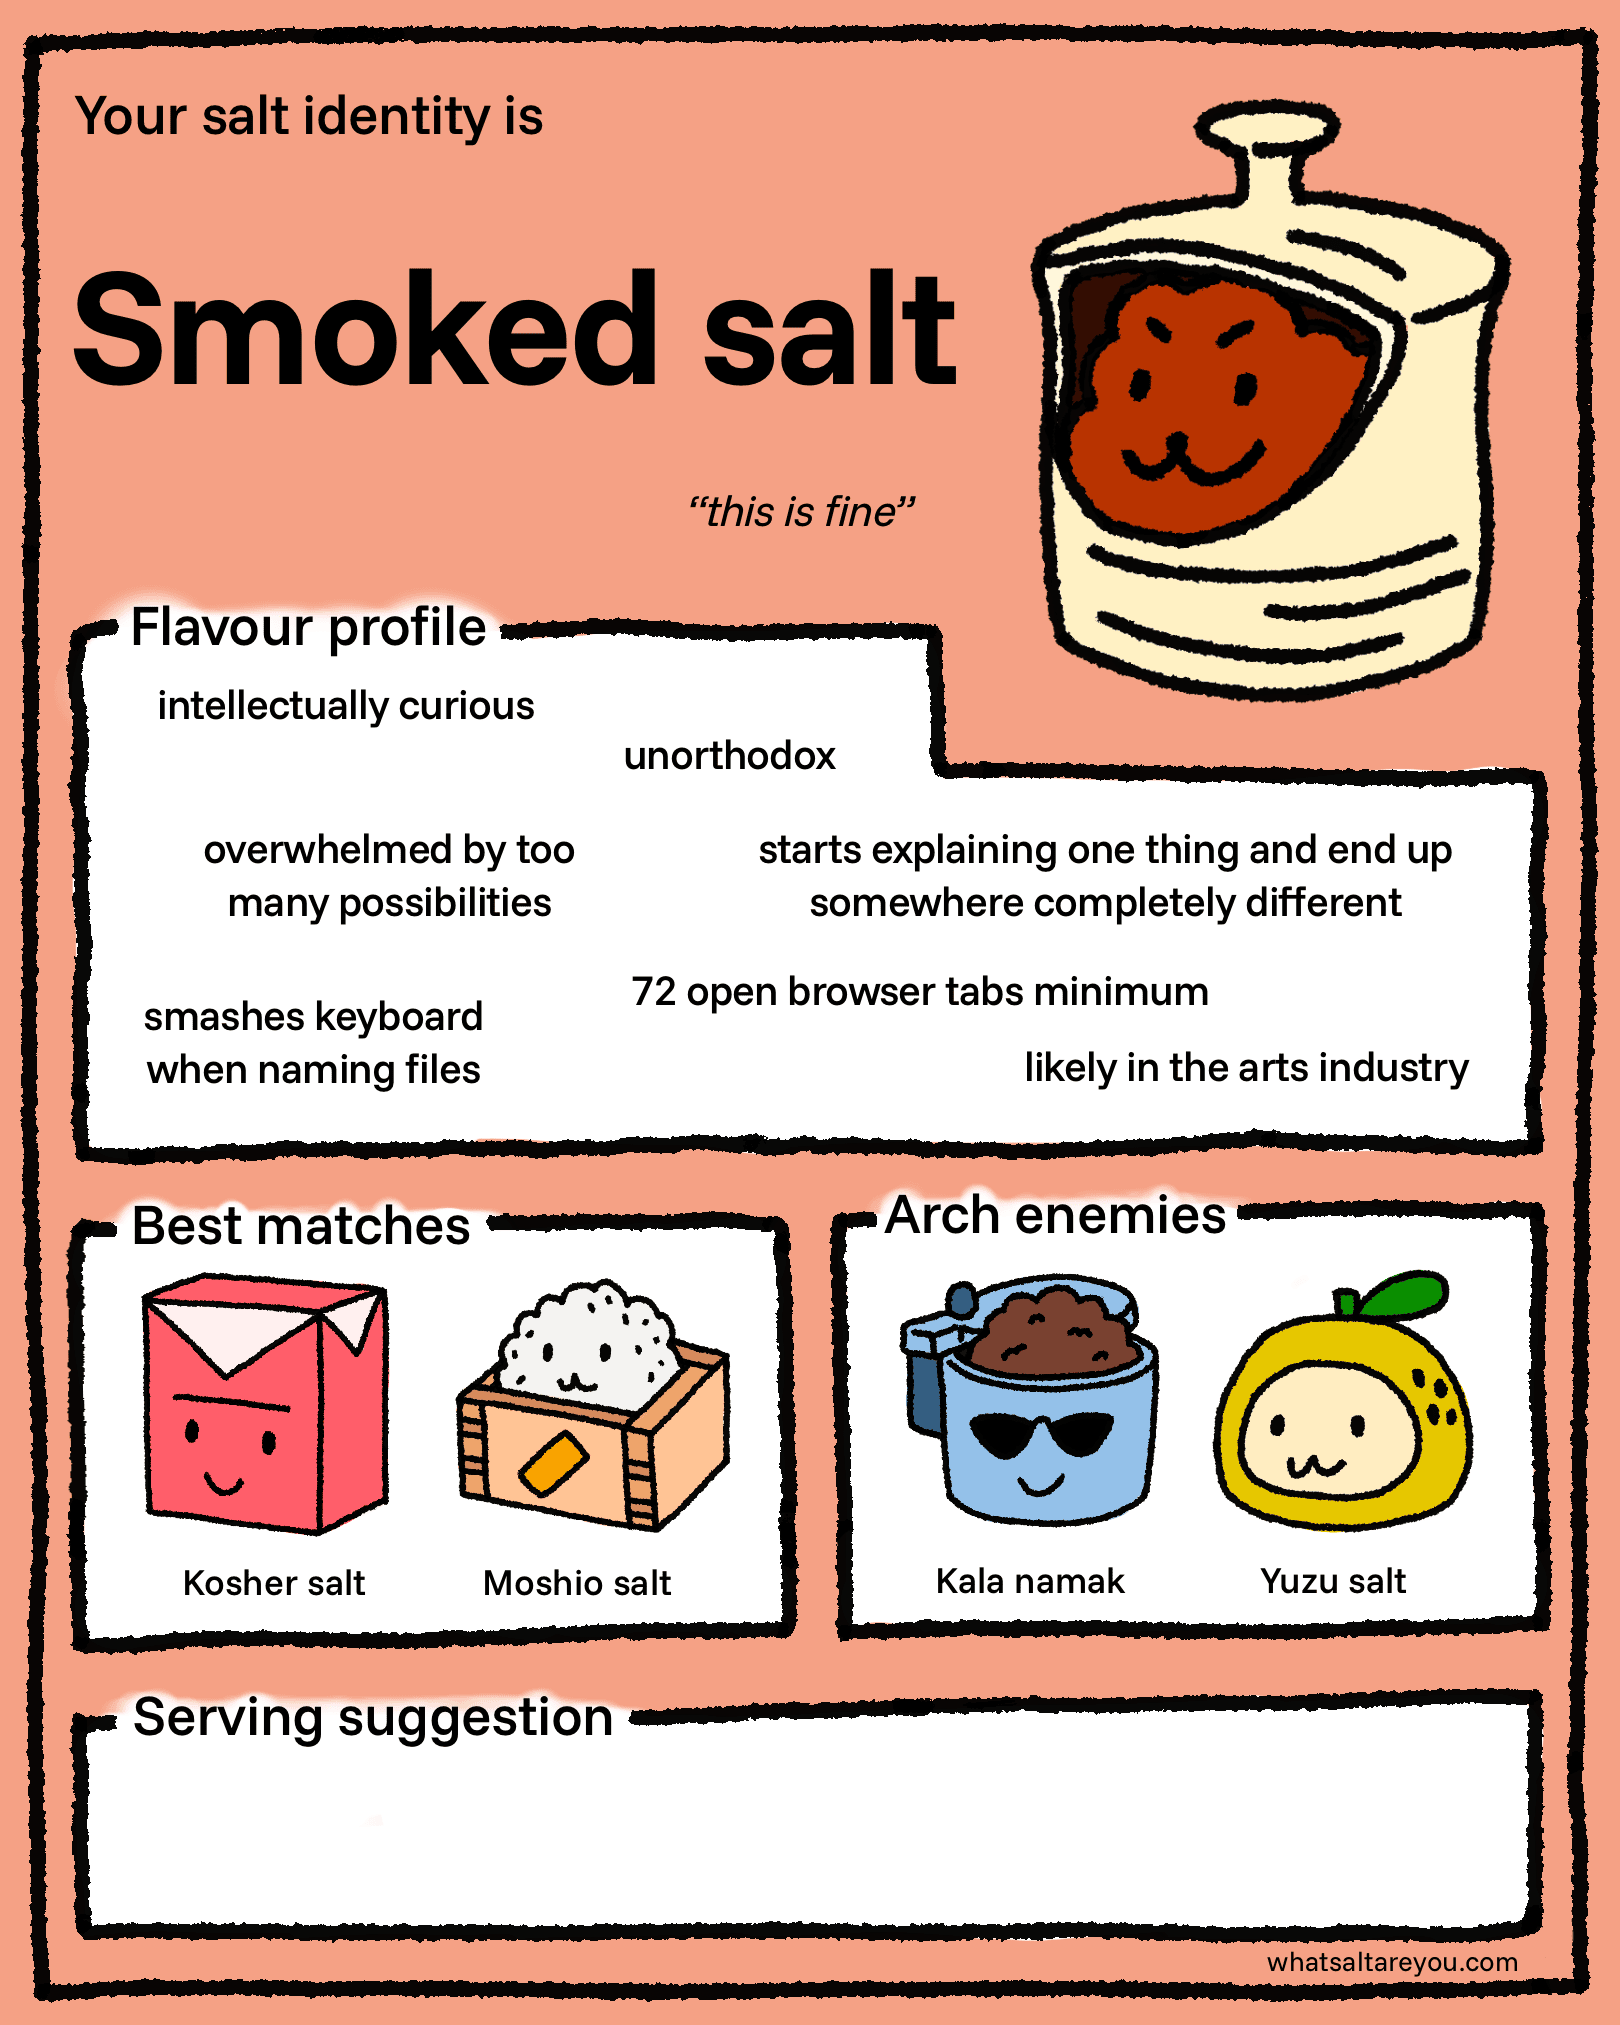 Your salt identity is
Smoked salt
“this is fine”
Flavour profile
intellectually curious
unorthodox
overwhelmed by too
many possibilities
starts explaining one thing and end up
somewhere completely different
72 open browser tabs minimum
smashes keyboard
when naming files
likely in the arts industry
Best matches
Kosher salt
Moshio salt
Arch enemies
Kala namak
Yuzu salt
Serving suggestion
whatsaltareyou.com